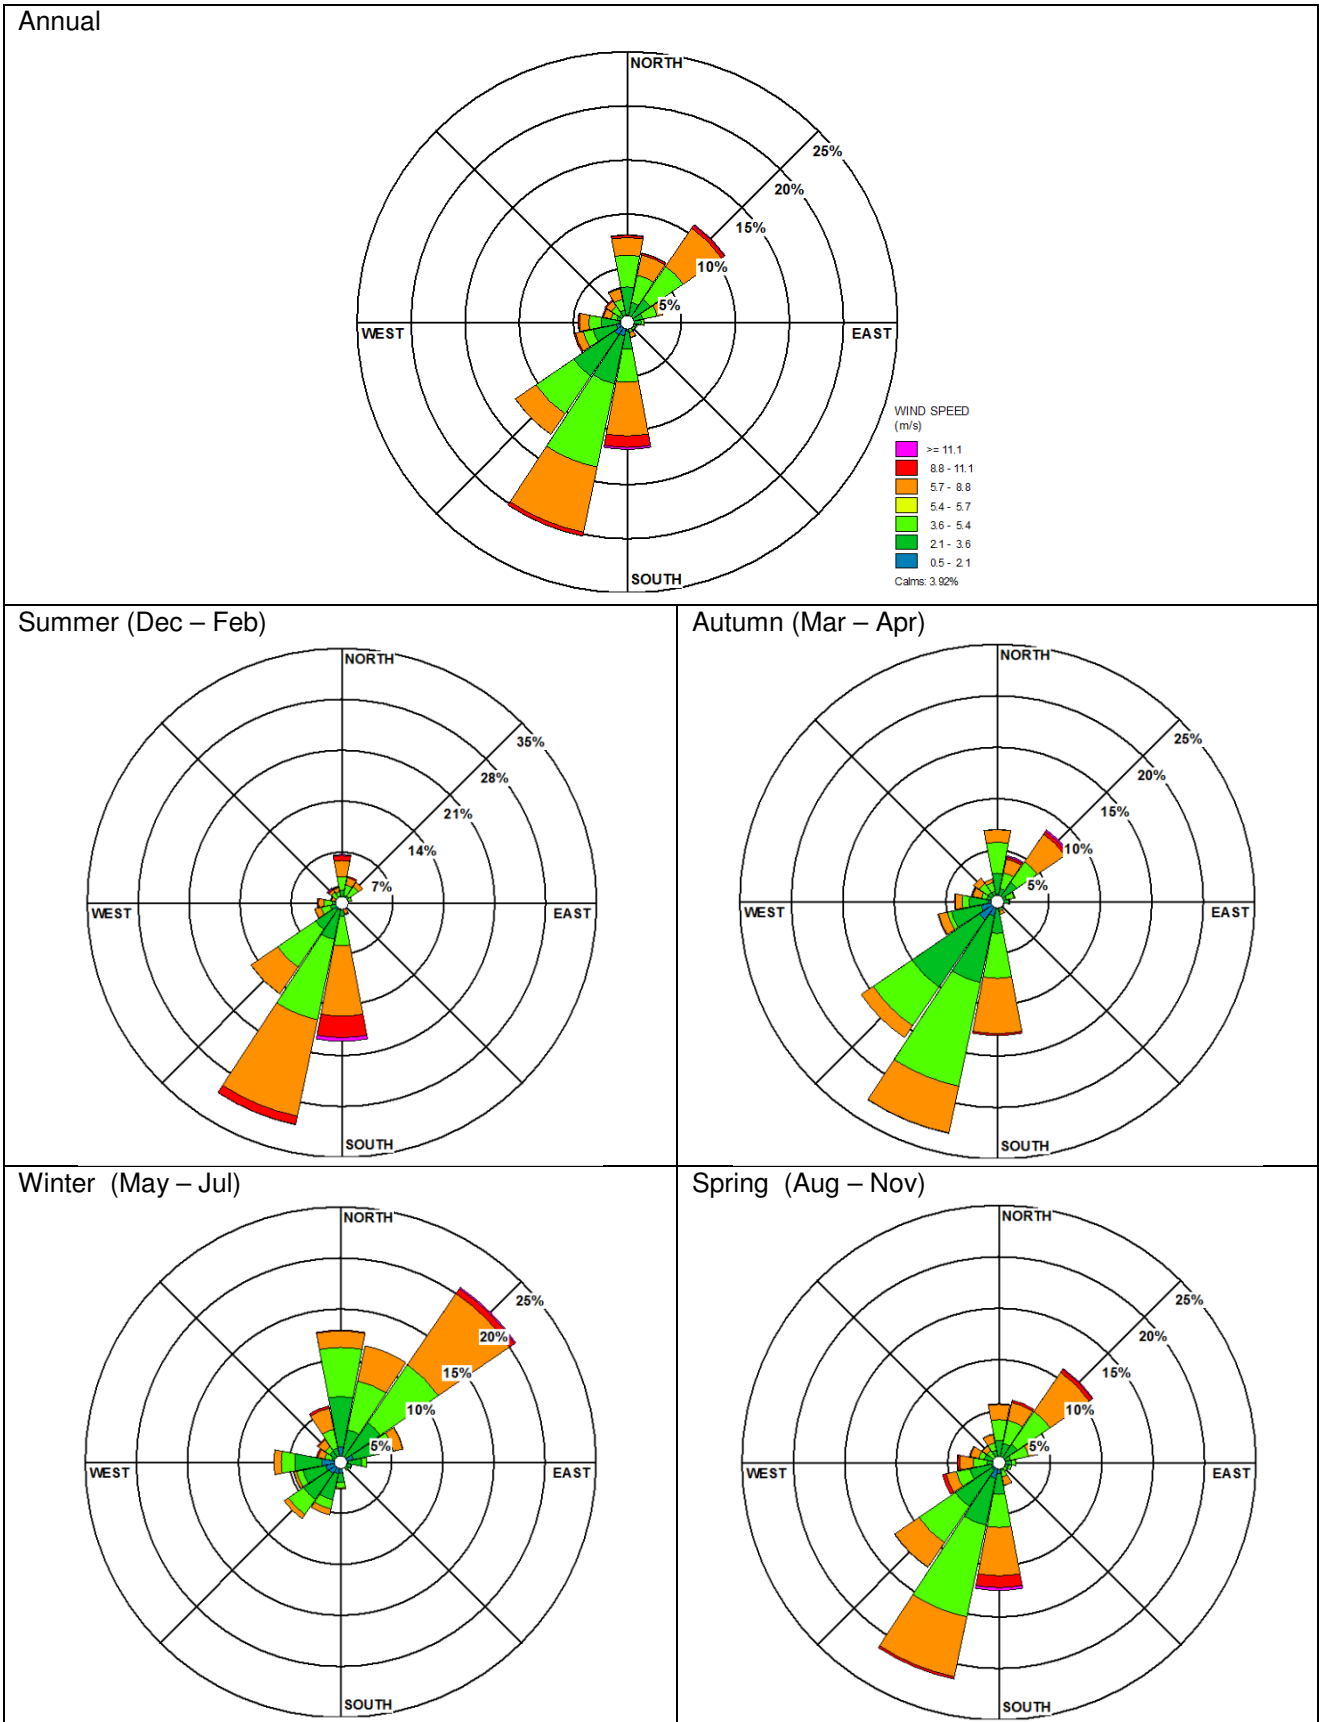 Annual
NORTH
25%
20%
15%
10%
5%
WEST
EAST
SOUTH
WIND SPEED
(m/s)
>= 11.1
8.8 - 11.1
5.7 - 8.8
5.4 - 5.7
3.6 - 5.4
2.1 - 3.6
0.5 - 2.1
Calms: 3.92%
Summer (Dec – Feb)
NORTH
35%
28%
21%
14%
7%
WEST
EAST
SOUTH
Autumn (Mar – Apr)
NORTH
25%
20%
15%
10%
5%
WEST
EAST
SOUTH
Winter (May – Jul)
NORTH
25%
20%
15%
10%
5%
WEST
EAST
SOUTH
Spring (Aug – Nov)
NORTH
25%
20%
15%
10%
5%
WEST
EAST
SOUTH